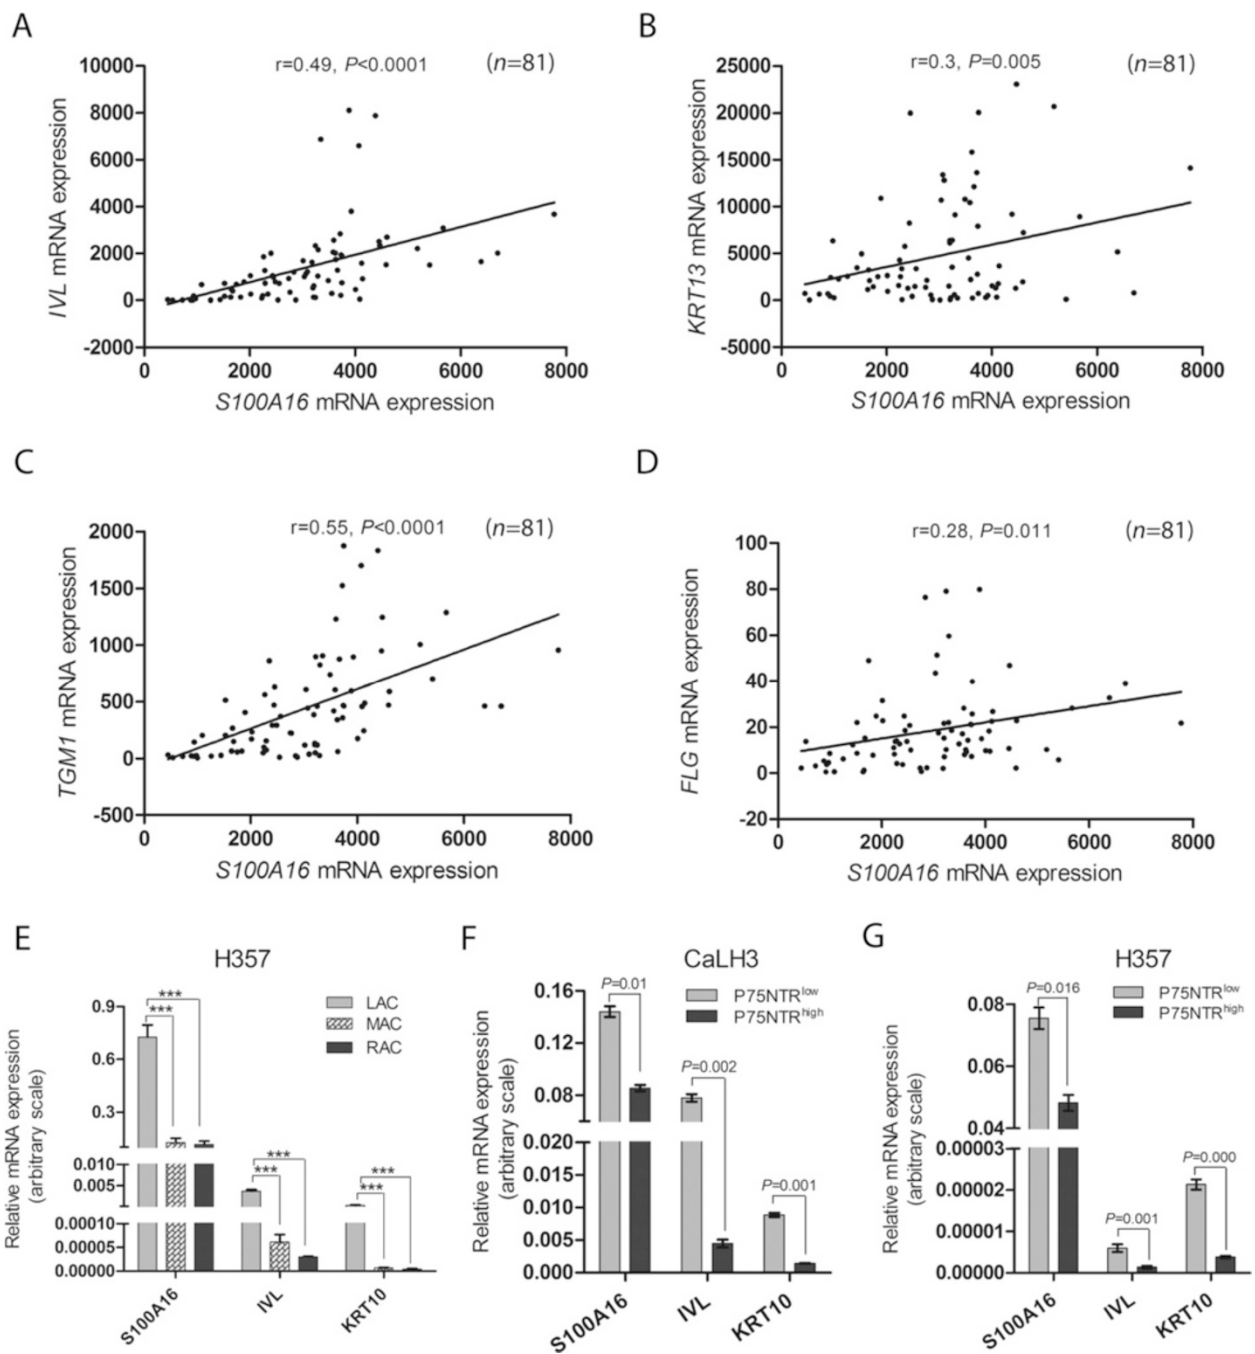 A
r=0.49, P<0.0001 (n=81)
10000
8000
6000
4000
2000
0
-2000
IVL mRNA expression
0 2000 4000 6000 8000
S100A16 mRNA expression
B
r=0.3, P=0.005 (n=81)
25000
20000
15000
10000
5000
0
-5000
KRT13 mRNA expression
0 2000 4000 6000 8000
S100A16 mRNA expression
C
r=0.55, P<0.0001 (n=81)
2000
1500
1000
500
0
-500
TGM1 mRNA expression
0 2000 4000 6000 8000
S100A16 mRNA expression
D
r=0.28, P=0.011 (n=81)
100
80
60
40
20
0
-20
FLG mRNA expression
0 2000 4000 6000 8000
S100A16 mRNA expression
E
H357
LAC
MAC
RAC
Relative mRNA expression
(arbitrary scale)
0.9
0.6
0.3
0.010
0.005
0.00010
0.00005
0.00000
***
***
***
***
***
***
S100A16 IVL KRT10
F
CaLH3
P75NTRlow
P75NTRhigh
Relative mRNA expression
(arbitrary scale)
0.16
0.12
0.08
0.020
0.015
0.010
0.005
0.000
P=0.01
P=0.002
P=0.001
S100A16 IVL KRT10
G
H357
P75NTRlow
P75NTRhigh
Relative mRNA expression
(arbitrary scale)
0.08
0.06
0.04
0.00003
0.00002
0.00001
0.00000
P=0.016
P=0.001
P=0.000
S100A16 IVL KRT10